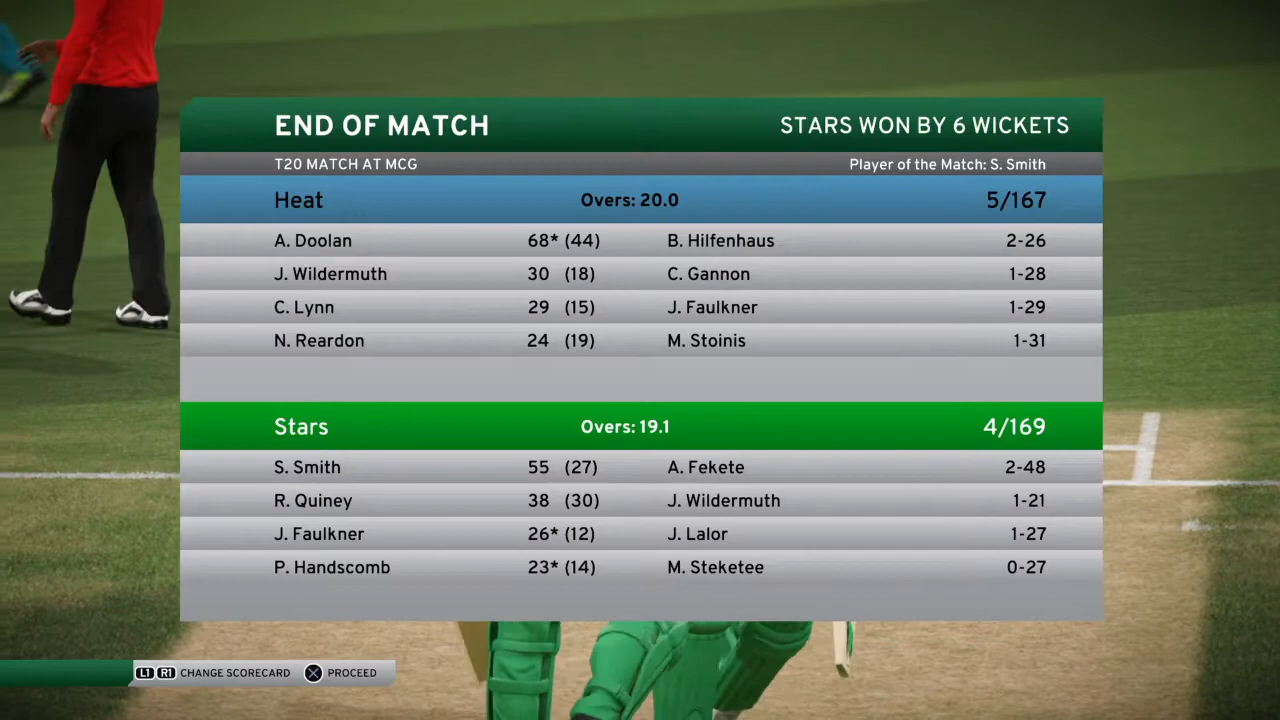 END OF MATCH STARS WON BY 6 WICKETS
T20 MATCH AT MCG Player of the Match: S. Smith
Heat Overs: 20.0 5/167
A. Doolan 68* (44) B. Hilfenhaus 2-26
J. Wildermuth 30 (18) C. Gannon 1-28
C. Lynn 29 (15) J. Faulkner 1-29
N. Reardon 24 (19) M. Stoinis 1-31
Stars Overs: 19.1 4/169
S. Smith 55 (27) A. Fekete 2-48
R. Quiney 38 (30) J. Wildermuth 1-21
J. Faulkner 26* (12) J. Lalor 1-27
P. Handscomb 23* (14) M. Steketee 0-27
L1 R1 CHANGE SCORECARD PROCEED